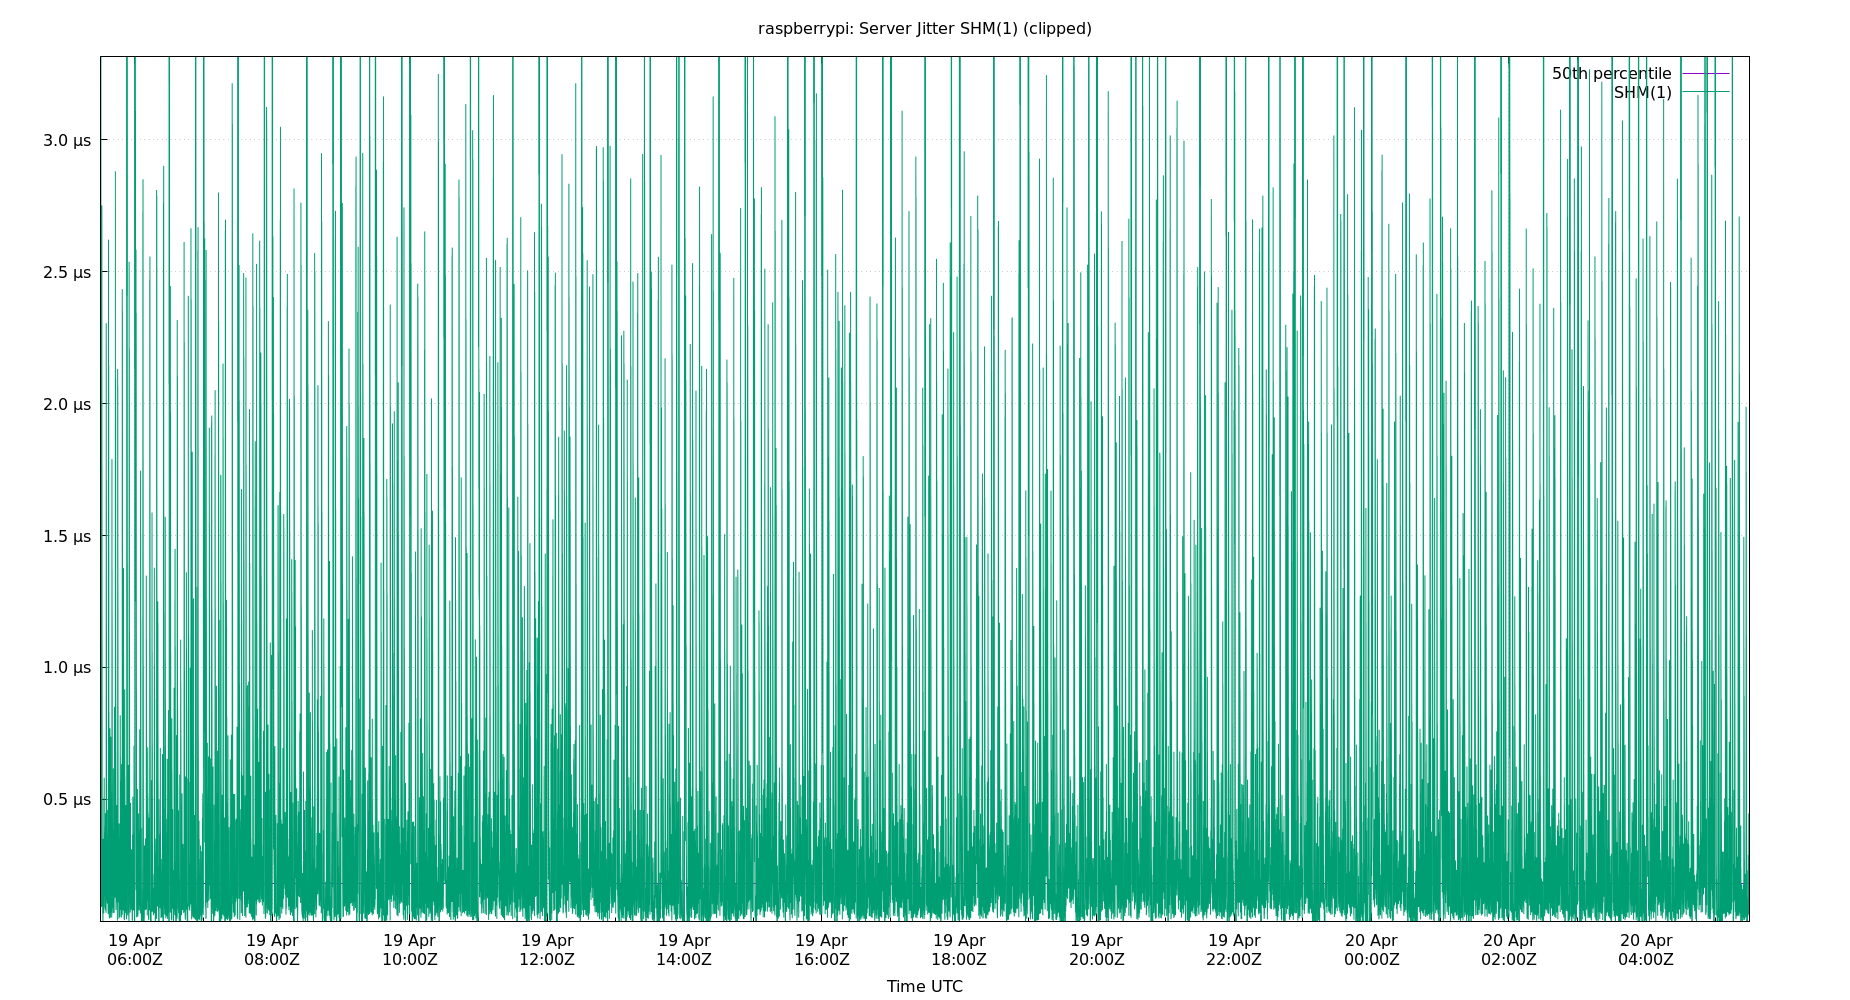 raspberrypi: Server Jitter SHM(1) (clipped)
50th percentile
SHM(1)
3.0 µs
2.5 µs
2.0 µs
1.5 µs
1.0 µs
0.5 µs
19 Apr 19 Apr 19 Apr 19 Apr 19 Apr 19 Apr 19 Apr 19 Apr 19 Apr 20 Apr 20 Apr 20 Apr
06:00Z 08:00Z 10:00Z 12:00Z 14:00Z 16:00Z 18:00Z 20:00Z 22:00Z 00:00Z 02:00Z 04:00Z
Time UTC